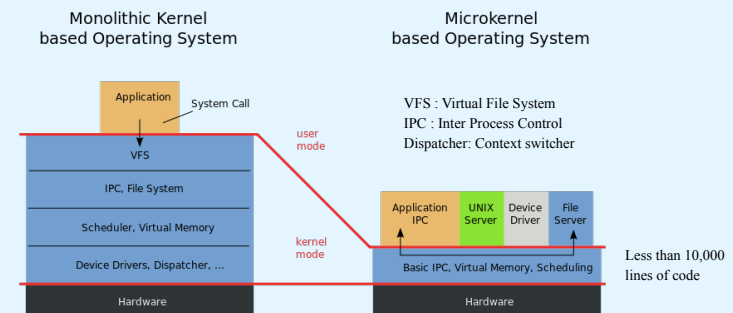 Monolithic Kernel
based Operating System
Microkernel
based Operating System
Application
System Call
VFS
IPC, File System
Scheduler, Virtual Memory
Device Drivers, Dispatcher, ...
Hardware
user
mode
kernel
mode
VFS : Virtual File System
IPC : Inter Process Control
Dispatcher: Context switcher
Application
IPC
UNIX
Server
Device
Driver
File
Server
Basic IPC, Virtual Memory, Scheduling
Hardware
Less than 10,000
lines of code